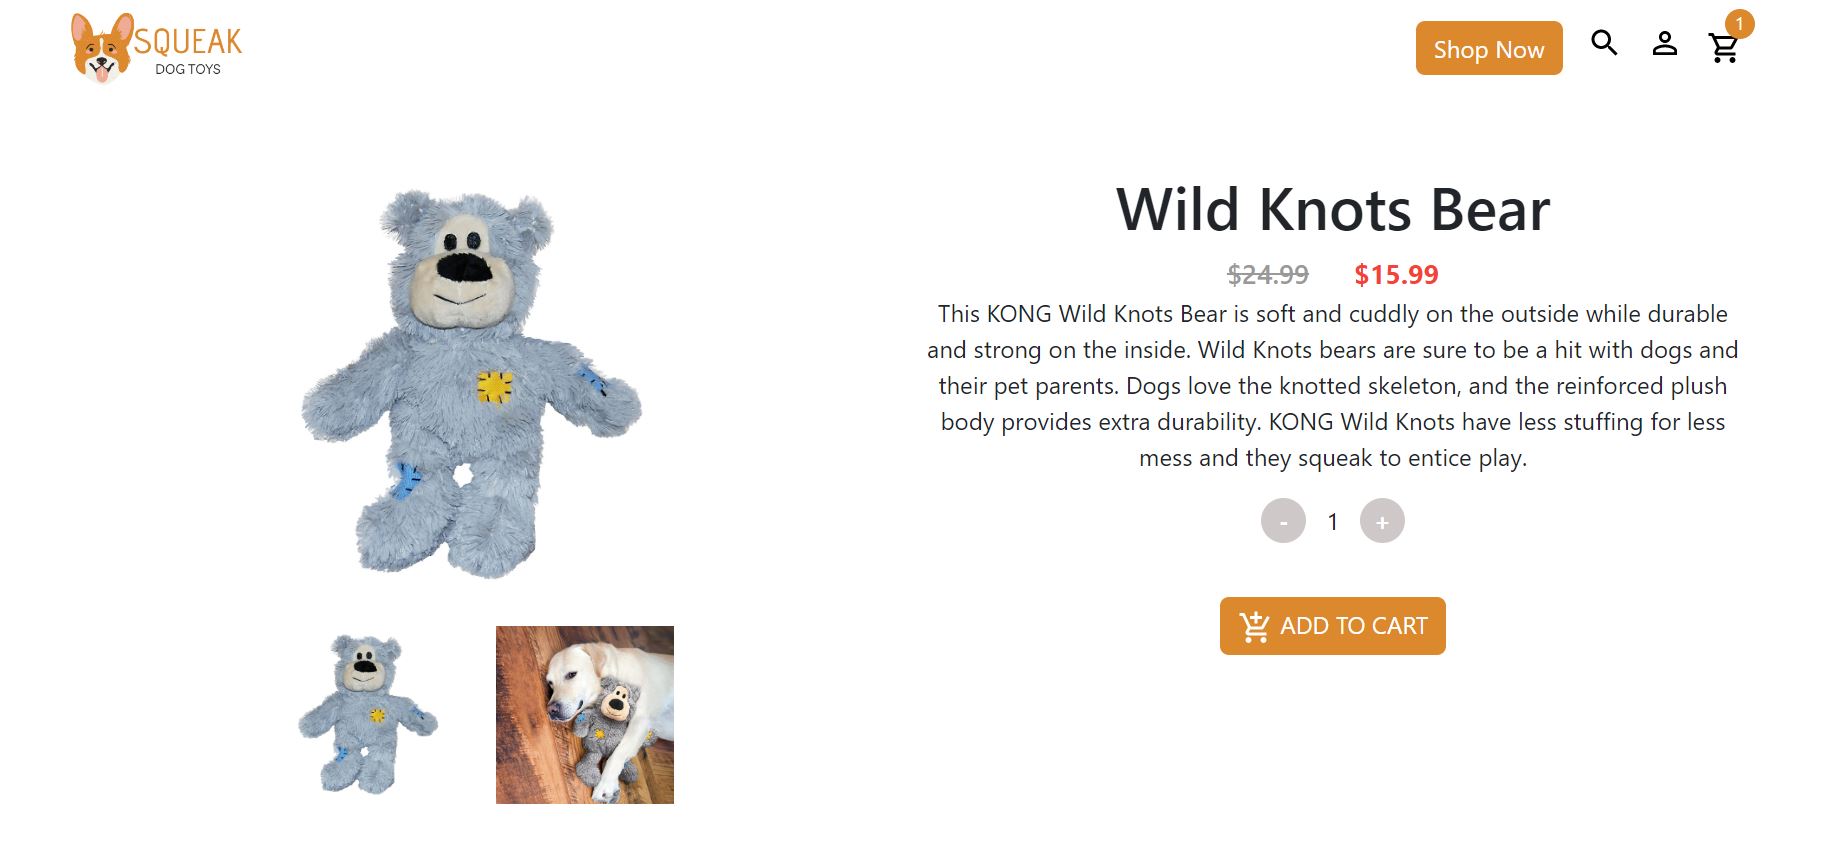 SQUEAK
DOG TOYS
Shop Now
1
Wild Knots Bear
$24.99 $15.99
This KONG Wild Knots Bear is soft and cuddly on the outside while durable
and strong on the inside. Wild Knots bears are sure to be a hit with dogs and
their pet parents. Dogs love the knotted skeleton, and the reinforced plush
body provides extra durability. KONG Wild Knots have less stuffing for less
mess and they squeak to entice play.
- 1 +
ADD TO CART